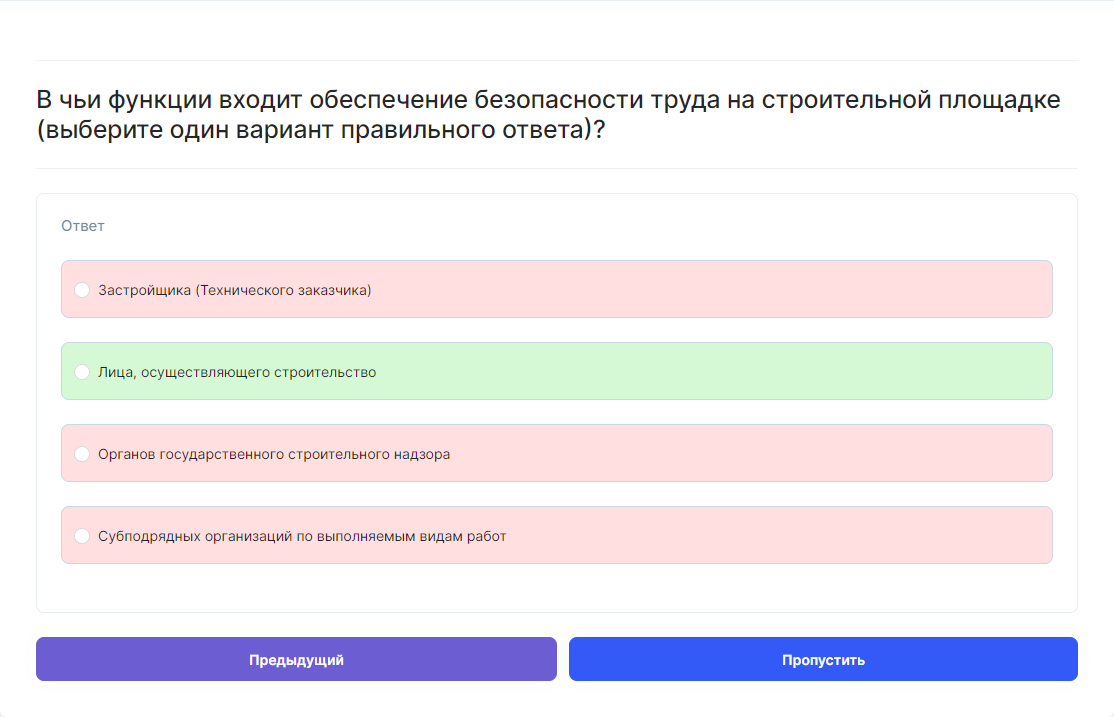 В чьи функции входит обеспечение безопасности труда на строительной площадке
(выберите один вариант правильного ответа)?
Ответ
Застройщика (Технического заказчика)
Лица, осуществляющего строительство
Органов государственного строительного надзора
Субподрядных организаций по выполняемым видам работ
Предыдущий
Пропустить